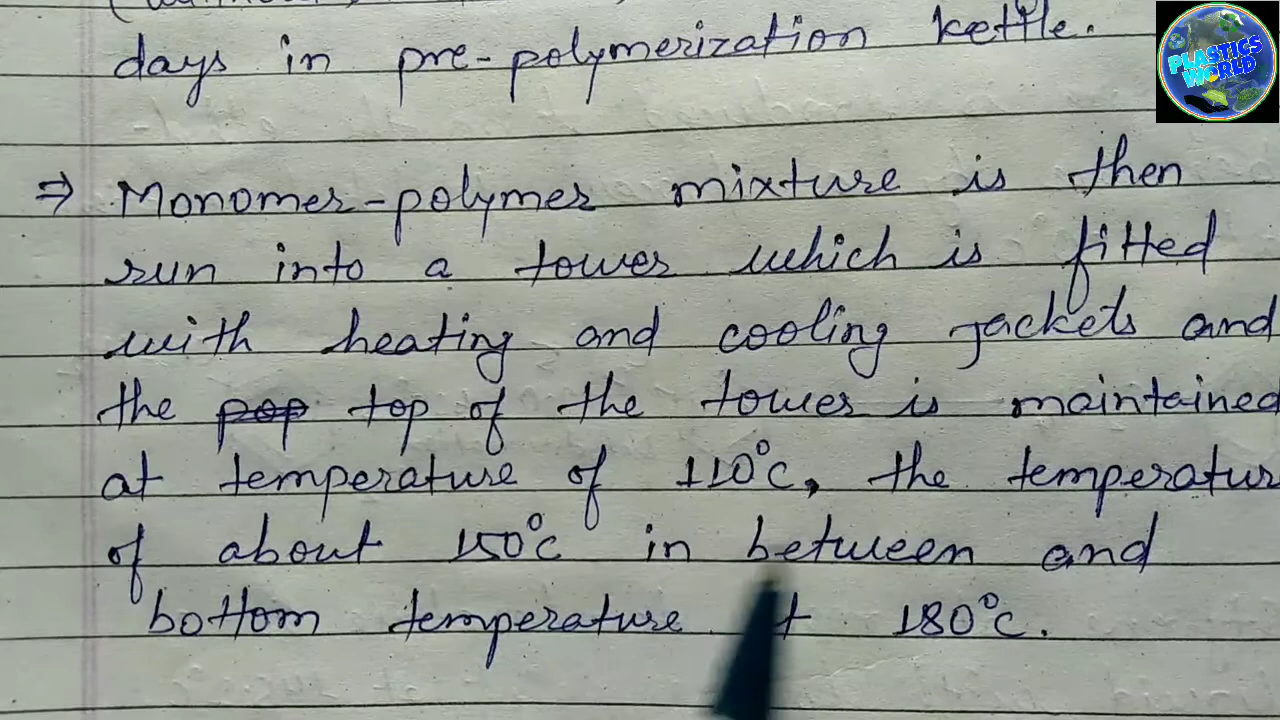 days in pre-polymerization kettle.
PLASTICS
WORLD
⇒ Monomer-polymer mixture is then
run into a tower which is fitted
with heating and cooling jackets and
the pop top of the tower is maintained
at temperature of 110°C, the temperatur
of about 150°C in between and
bottom temperature 180°C.